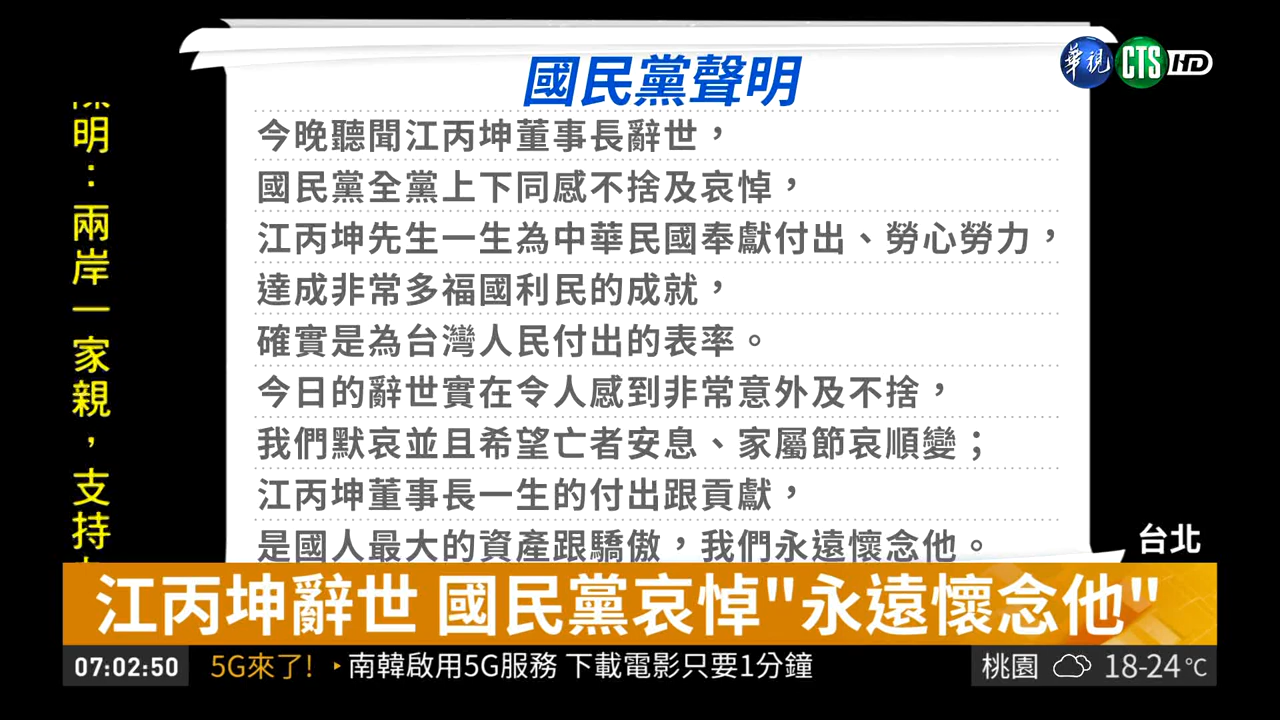 國民黨聲明
華視 CTS HD
今晚聽聞江丙坤董事長辭世，
國民黨全黨上下同感不捨及哀悼，
江丙坤先生一生為中華民國奉獻付出、勞心勞力，
達成非常多福國利民的成就，
確實是為台灣人民付出的表率。
今日的辭世實在令人感到非常意外及不捨，
我們默哀並且希望亡者安息、家屬節哀順變；
江丙坤董事長一生的付出跟貢獻，
是國人最大的資產跟驕傲，我們永遠懷念他。
明：兩岸一家親，支持
台北
江丙坤辭世 國民黨哀悼"永遠懷念他"
07:02:50 5G來了! ▸南韓啟用5G服務 下載電影只要1分鐘 桃園 18-24℃